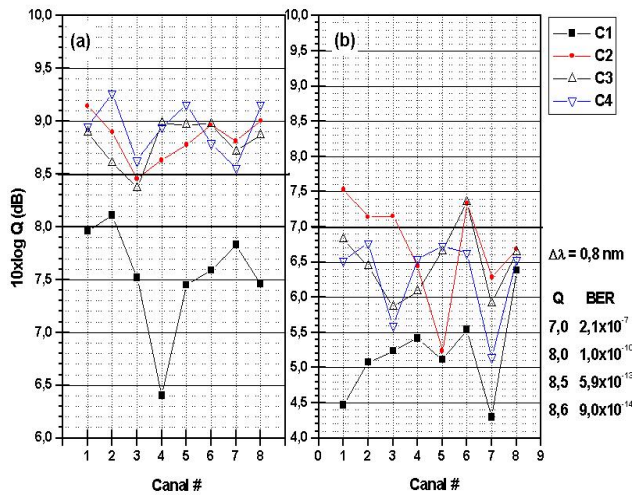 (a)
(b)
C1
C2
C3
C4
10,0
9,5
9,0
8,5
8,0
7,5
7,0
6,5
6,0
10xlog Q (dB)
1 2 3 4 5 6 7 8
Canal #
10,0
9,5
9,0
8,5
8,0
7,5
7,0
6,5
6,0
5,5
5,0
4,5
4,0
0 1 2 3 4 5 6 7 8 9
Canal #
Δλ = 0,8 nm
Q BER
7,0 2,1x10⁻⁷
8,0 1,0x10⁻¹⁰
8,5 5,9x10⁻¹³
8,6 9,0x10⁻¹⁴